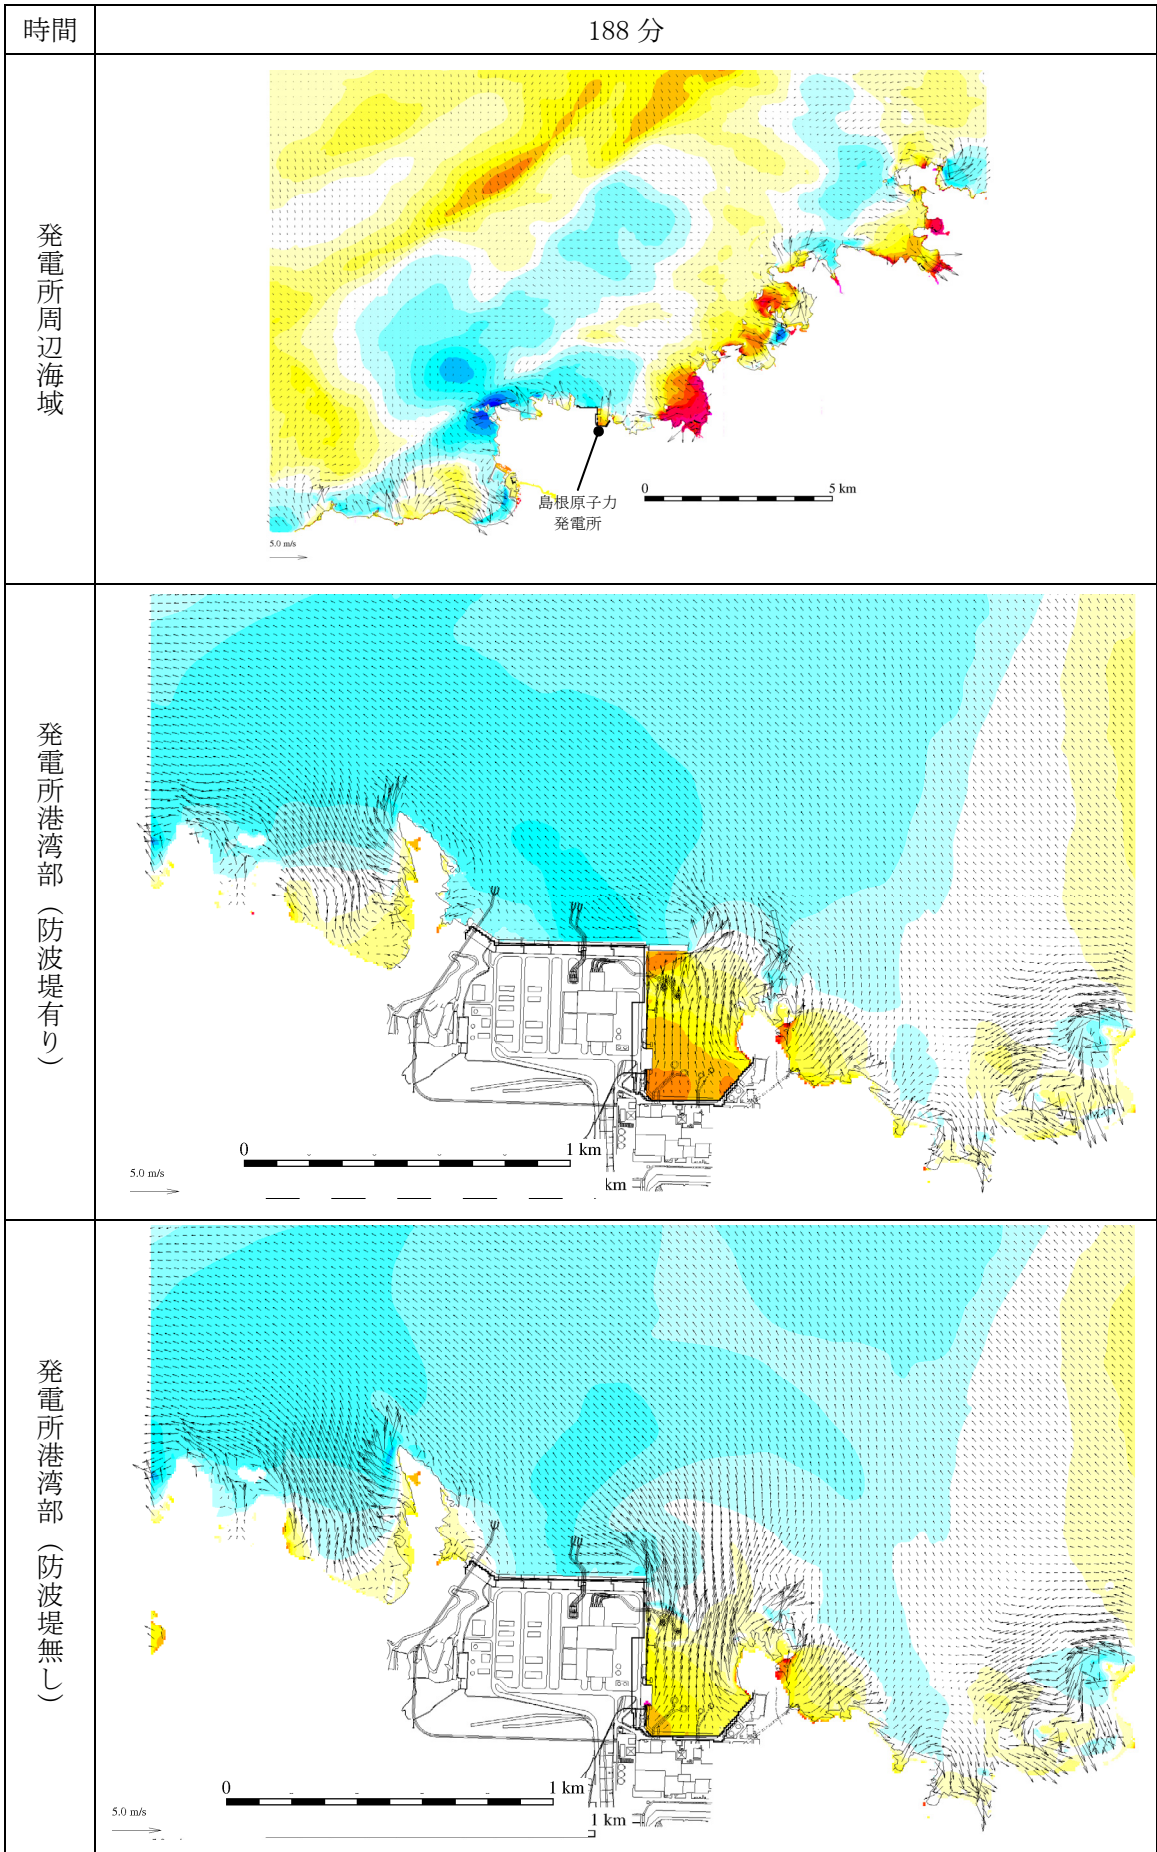 時間
188 分
発電所周辺海域
0 5 km
島根原子力
発電所
5.0 m/s
発電所港湾部（防波堤有り）
0 1 km
5.0 m/s
km
発電所港湾部（防波堤無し）
0 1 km
5.0 m/s
1 km